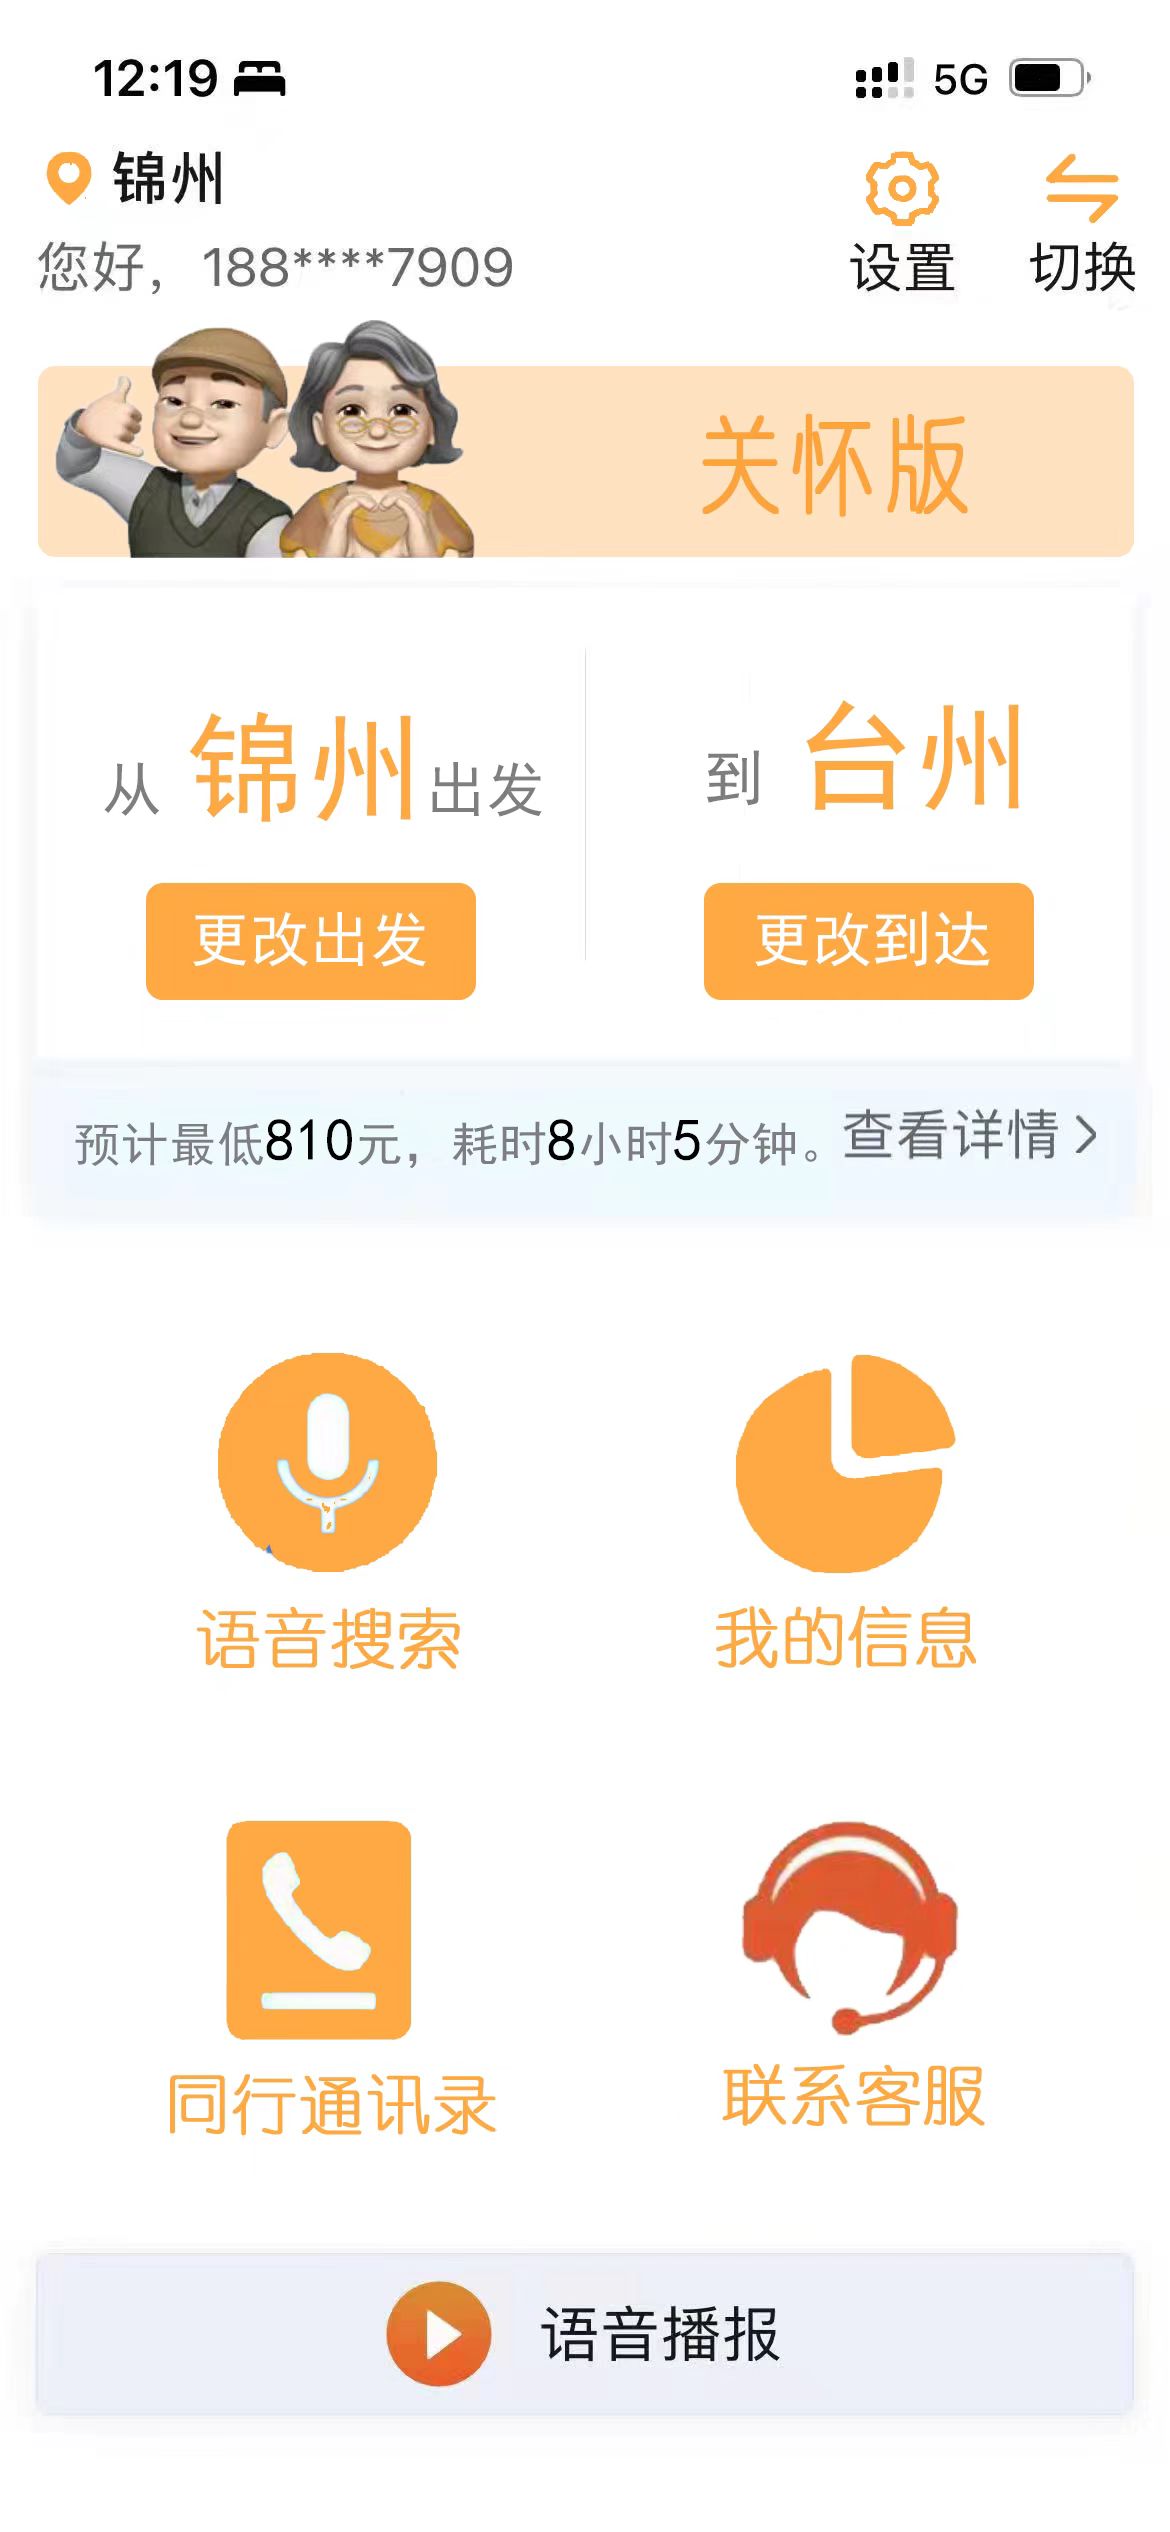 12:19 5G
锦州
您好，188****7909
设置 切换
关怀版
从 锦州 出发 到 台州
更改出发 更改到达
预计最低810元，耗时8小时5分钟。查看详情 >
语音搜索 我的信息
同行通讯录 联系客服
语音播报